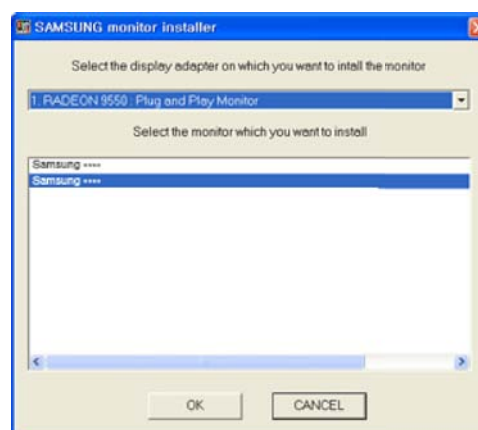 SAMSUNG monitor installer
Select the display adapter on which you want to intall the monitor
1. RADEON 9550 : Plug and Play Monitor
Select the monitor which you want to install
Samsung ****
Samsung ****
OK
CANCEL